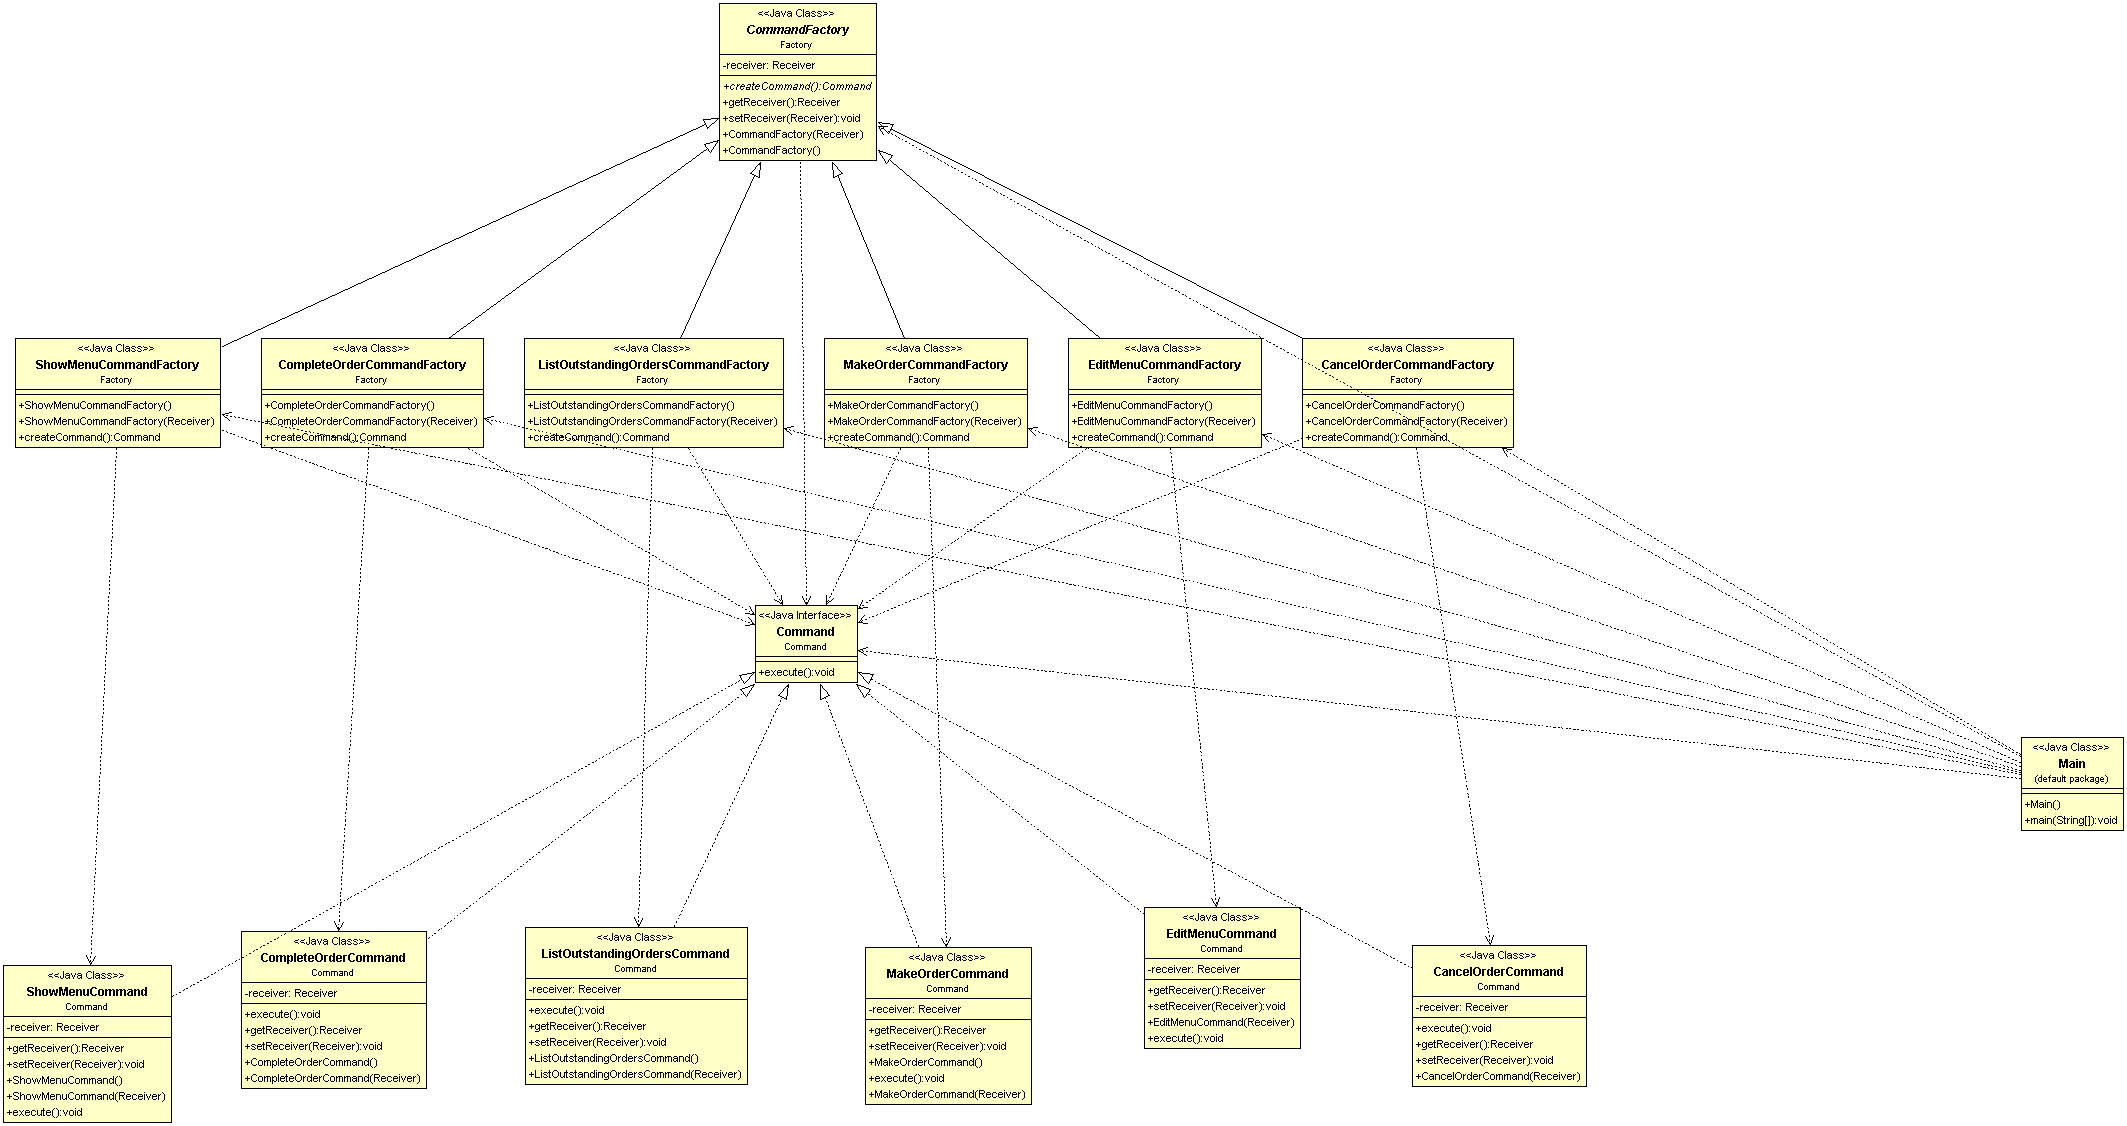 <<Java Class>>
CommandFactory
Factory
-receiver: Receiver
+createCommand():Command
+getReceiver():Receiver
+setReceiver(Receiver):void
+CommandFactory(Receiver)
+CommandFactory()
<<Java Class>>
ShowMenuCommandFactory
Factory
+ShowMenuCommandFactory()
+ShowMenuCommandFactory(Receiver)
+createCommand():Command
<<Java Class>>
CompleteOrderCommandFactory
Factory
+CompleteOrderCommandFactory()
+CompleteOrderCommandFactory(Receiver)
+createCommand():Command
<<Java Class>>
ListOutstandingOrdersCommandFactory
Factory
+ListOutstandingOrdersCommandFactory()
+ListOutstandingOrdersCommandFactory(Receiver)
+createCommand():Command
<<Java Class>>
MakeOrderCommandFactory
Factory
+MakeOrderCommandFactory()
+MakeOrderCommandFactory(Receiver)
+createCommand():Command
<<Java Class>>
EditMenuCommandFactory
Factory
+EditMenuCommandFactory()
+EditMenuCommandFactory(Receiver)
+createCommand():Command
<<Java Class>>
CancelOrderCommandFactory
Factory
+CancelOrderCommandFactory()
+CancelOrderCommandFactory(Receiver)
+createCommand():Command
<<Java Interface>>
Command
Command
+execute():void
<<Java Class>>
Main
(default package)
+Main()
+main(String[]):void
<<Java Class>>
ShowMenuCommand
Command
-receiver: Receiver
+getReceiver():Receiver
+setReceiver(Receiver):void
+ShowMenuCommand()
+ShowMenuCommand(Receiver)
+execute():void
<<Java Class>>
CompleteOrderCommand
Command
-receiver: Receiver
+execute():void
+getReceiver():Receiver
+setReceiver(Receiver):void
+CompleteOrderCommand()
+CompleteOrderCommand(Receiver)
<<Java Class>>
ListOutstandingOrdersCommand
Command
-receiver: Receiver
+execute():void
+getReceiver():Receiver
+setReceiver(Receiver):void
+ListOutstandingOrdersCommand()
+ListOutstandingOrdersCommand(Receiver)
<<Java Class>>
MakeOrderCommand
Command
-receiver: Receiver
+getReceiver():Receiver
+setReceiver(Receiver):void
+MakeOrderCommand()
+execute():void
+MakeOrderCommand(Receiver)
<<Java Class>>
EditMenuCommand
Command
-receiver: Receiver
+getReceiver():Receiver
+setReceiver(Receiver):void
+EditMenuCommand(Receiver)
+execute():void
<<Java Class>>
CancelOrderCommand
Command
-receiver: Receiver
+execute():void
+getReceiver():Receiver
+setReceiver(Receiver):void
+CancelOrderCommand(Receiver)